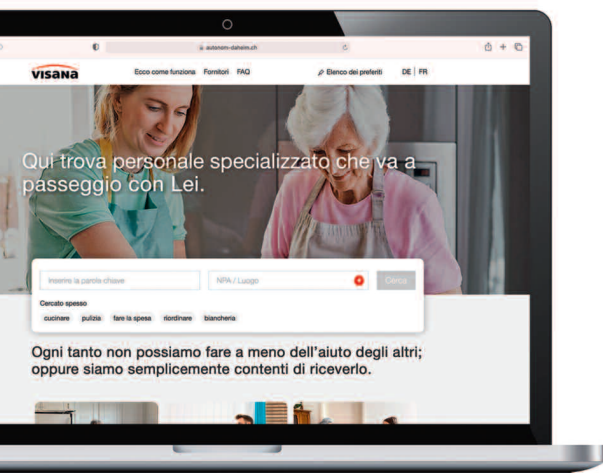 autonom-daheim.ch
visana
Ecco come funziona Fornitori FAQ Elenco dei preferiti DE | FR
Qui trova personale specializzato che va a
passeggio con Lei.
Inserire la parola chiave NPA / Luogo Cerca
Cercato spesso
cucinare pulizia fare la spesa riordinare biancheria
Ogni tanto non possiamo fare a meno dell'aiuto degli altri;
oppure siamo semplicemente contenti di riceverlo.